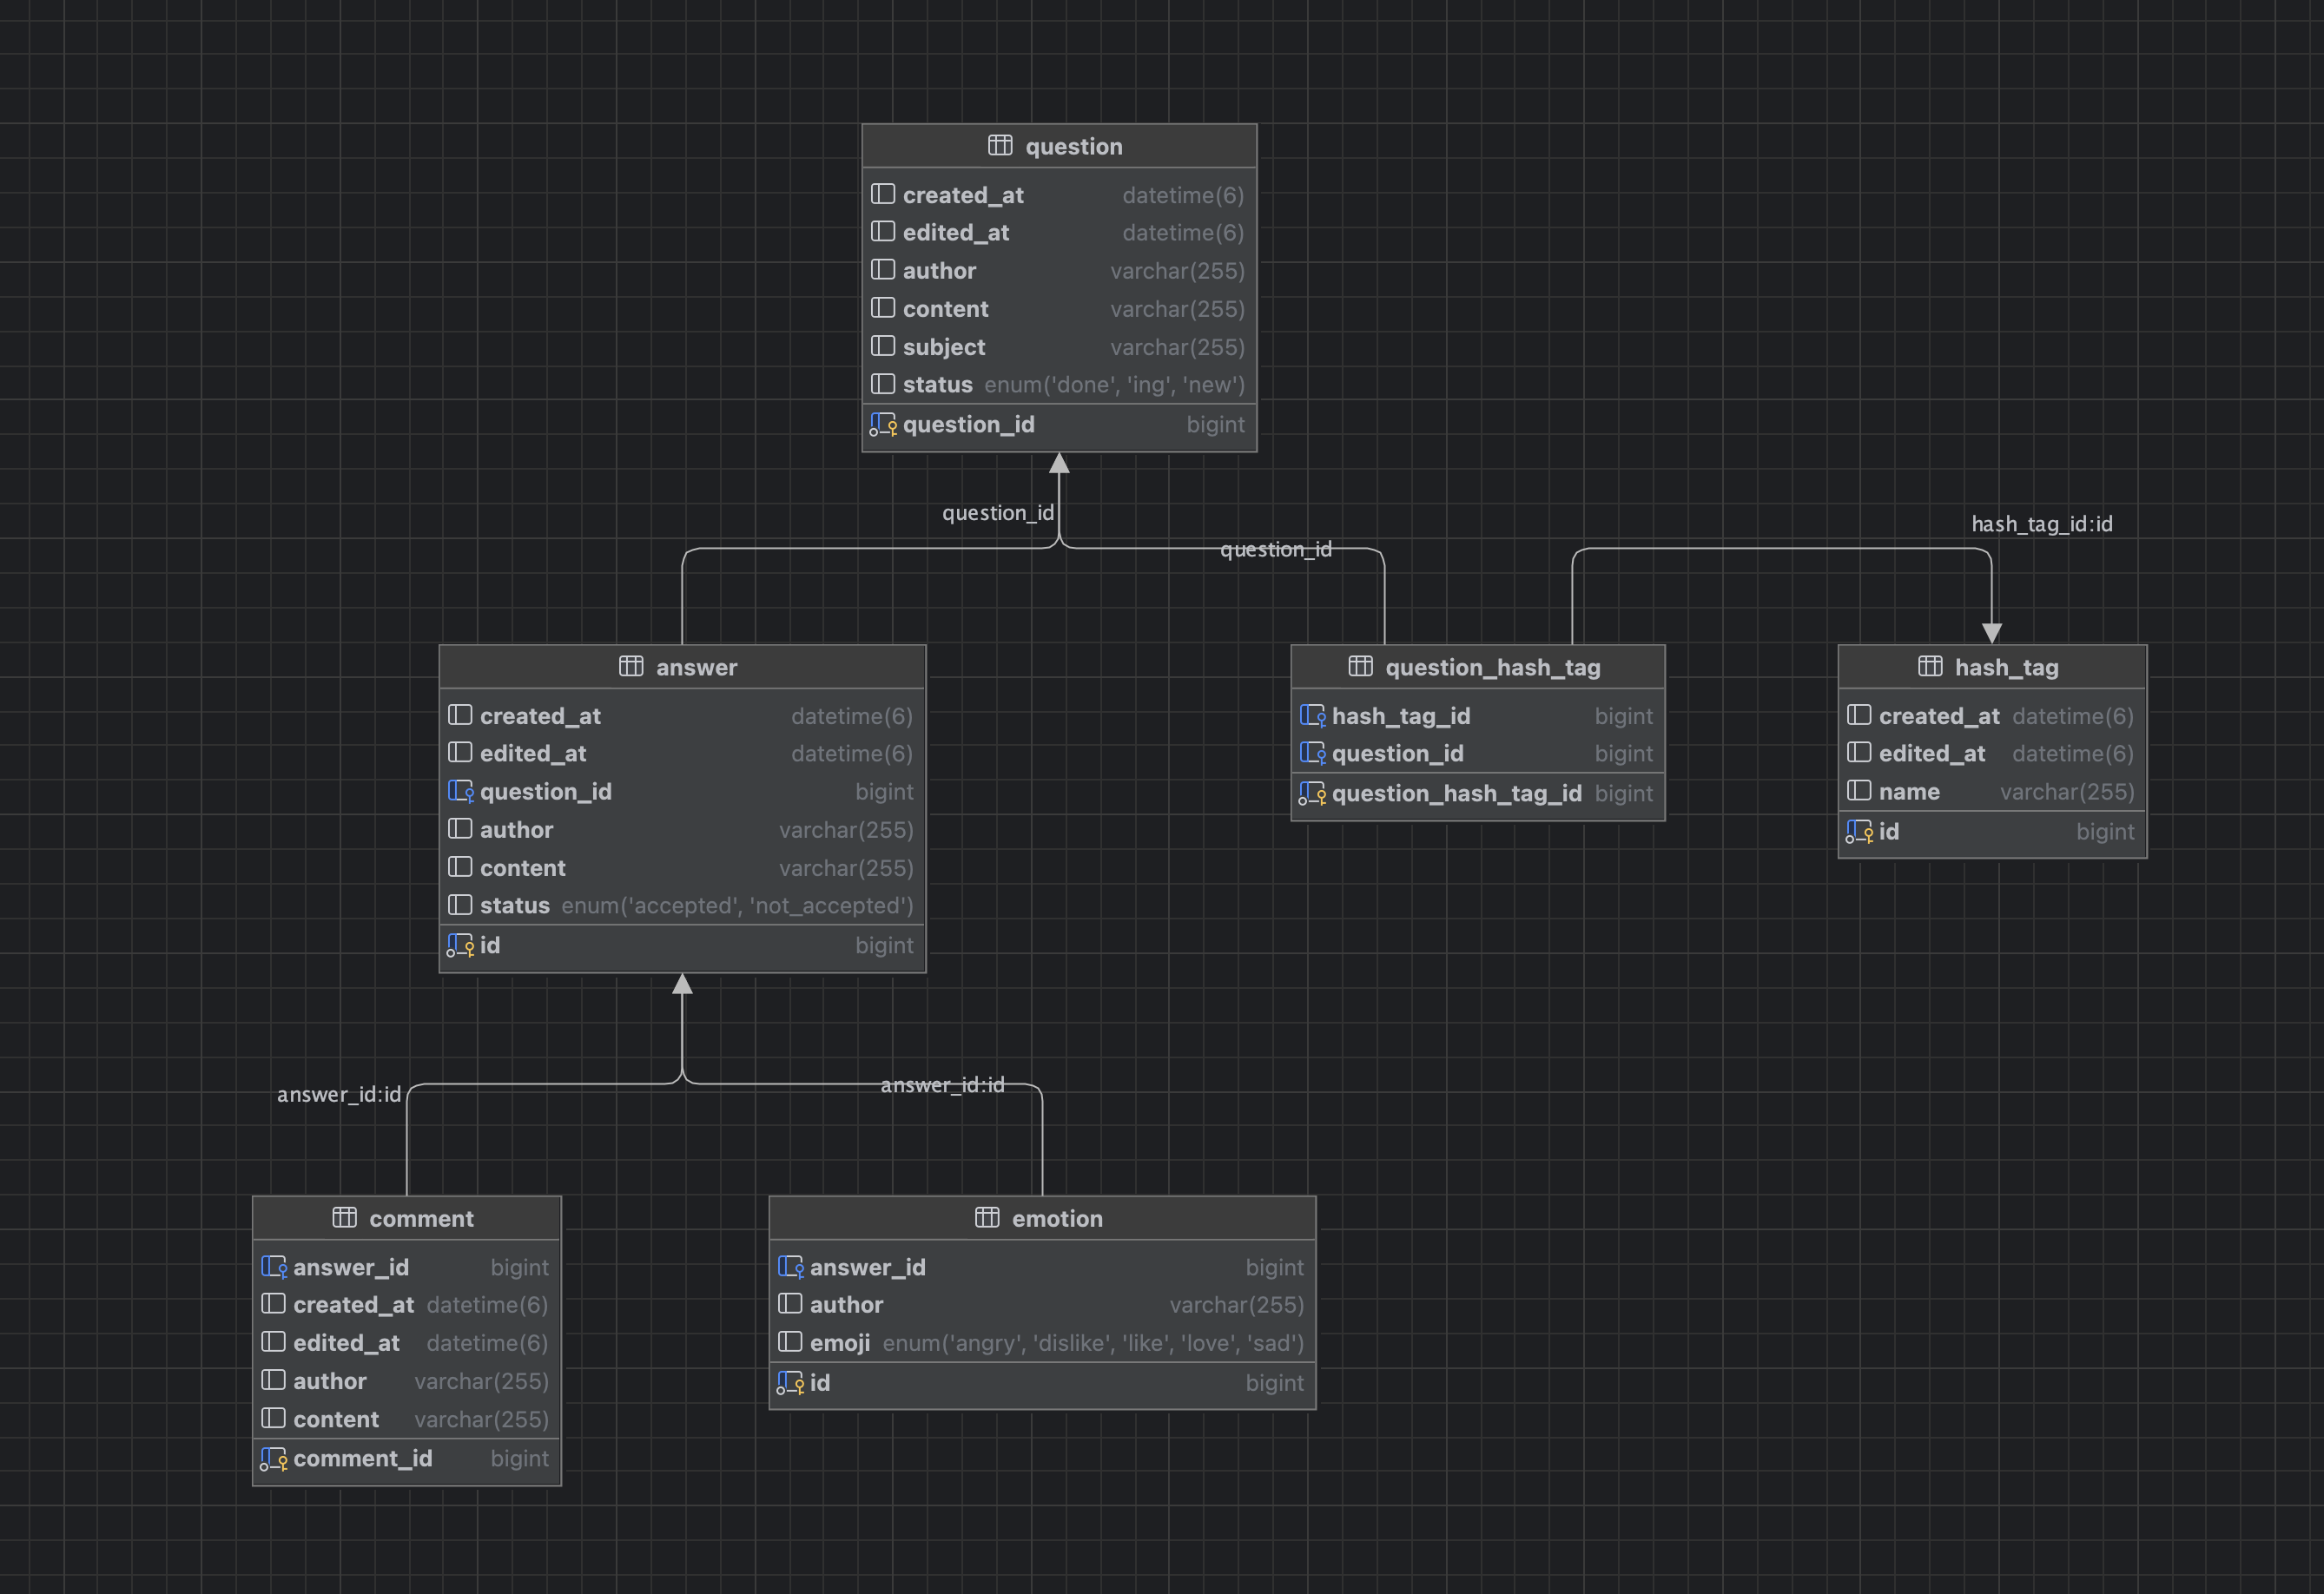 question
created_at datetime(6)
edited_at datetime(6)
author varchar(255)
content varchar(255)
subject varchar(255)
status enum('done', 'ing', 'new')
question_id bigint
question_id
question_id
hash_tag_id:id
answer
created_at datetime(6)
edited_at datetime(6)
question_id bigint
author varchar(255)
content varchar(255)
status enum('accepted', 'not_accepted')
id bigint
question_hash_tag
hash_tag_id bigint
question_id bigint
question_hash_tag_id bigint
hash_tag
created_at datetime(6)
edited_at datetime(6)
name varchar(255)
id bigint
answer_id:id
answer_id:id
comment
answer_id bigint
created_at datetime(6)
edited_at datetime(6)
author varchar(255)
content varchar(255)
comment_id bigint
emotion
answer_id bigint
author varchar(255)
emoji enum('angry', 'dislike', 'like', 'love', 'sad')
id bigint